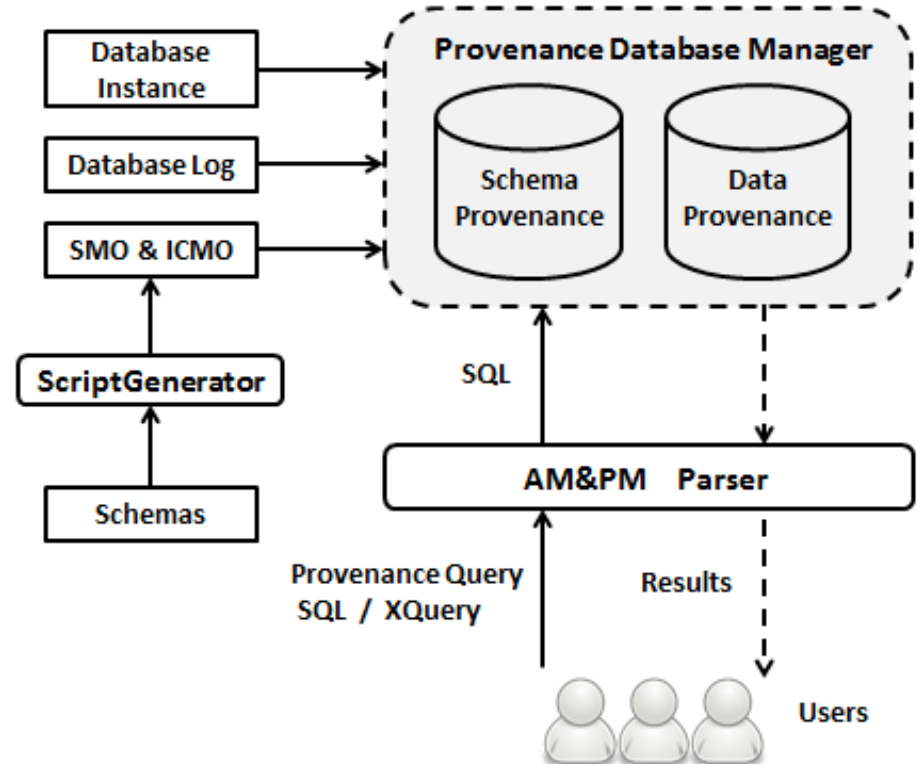 Database
Instance
Provenance Database Manager
Database Log
Schema
Provenance
Data
Provenance
SMO & ICMO
ScriptGenerator
SQL
AM&PM Parser
Schemas
Provenance Query
SQL / XQuery
Results
Users